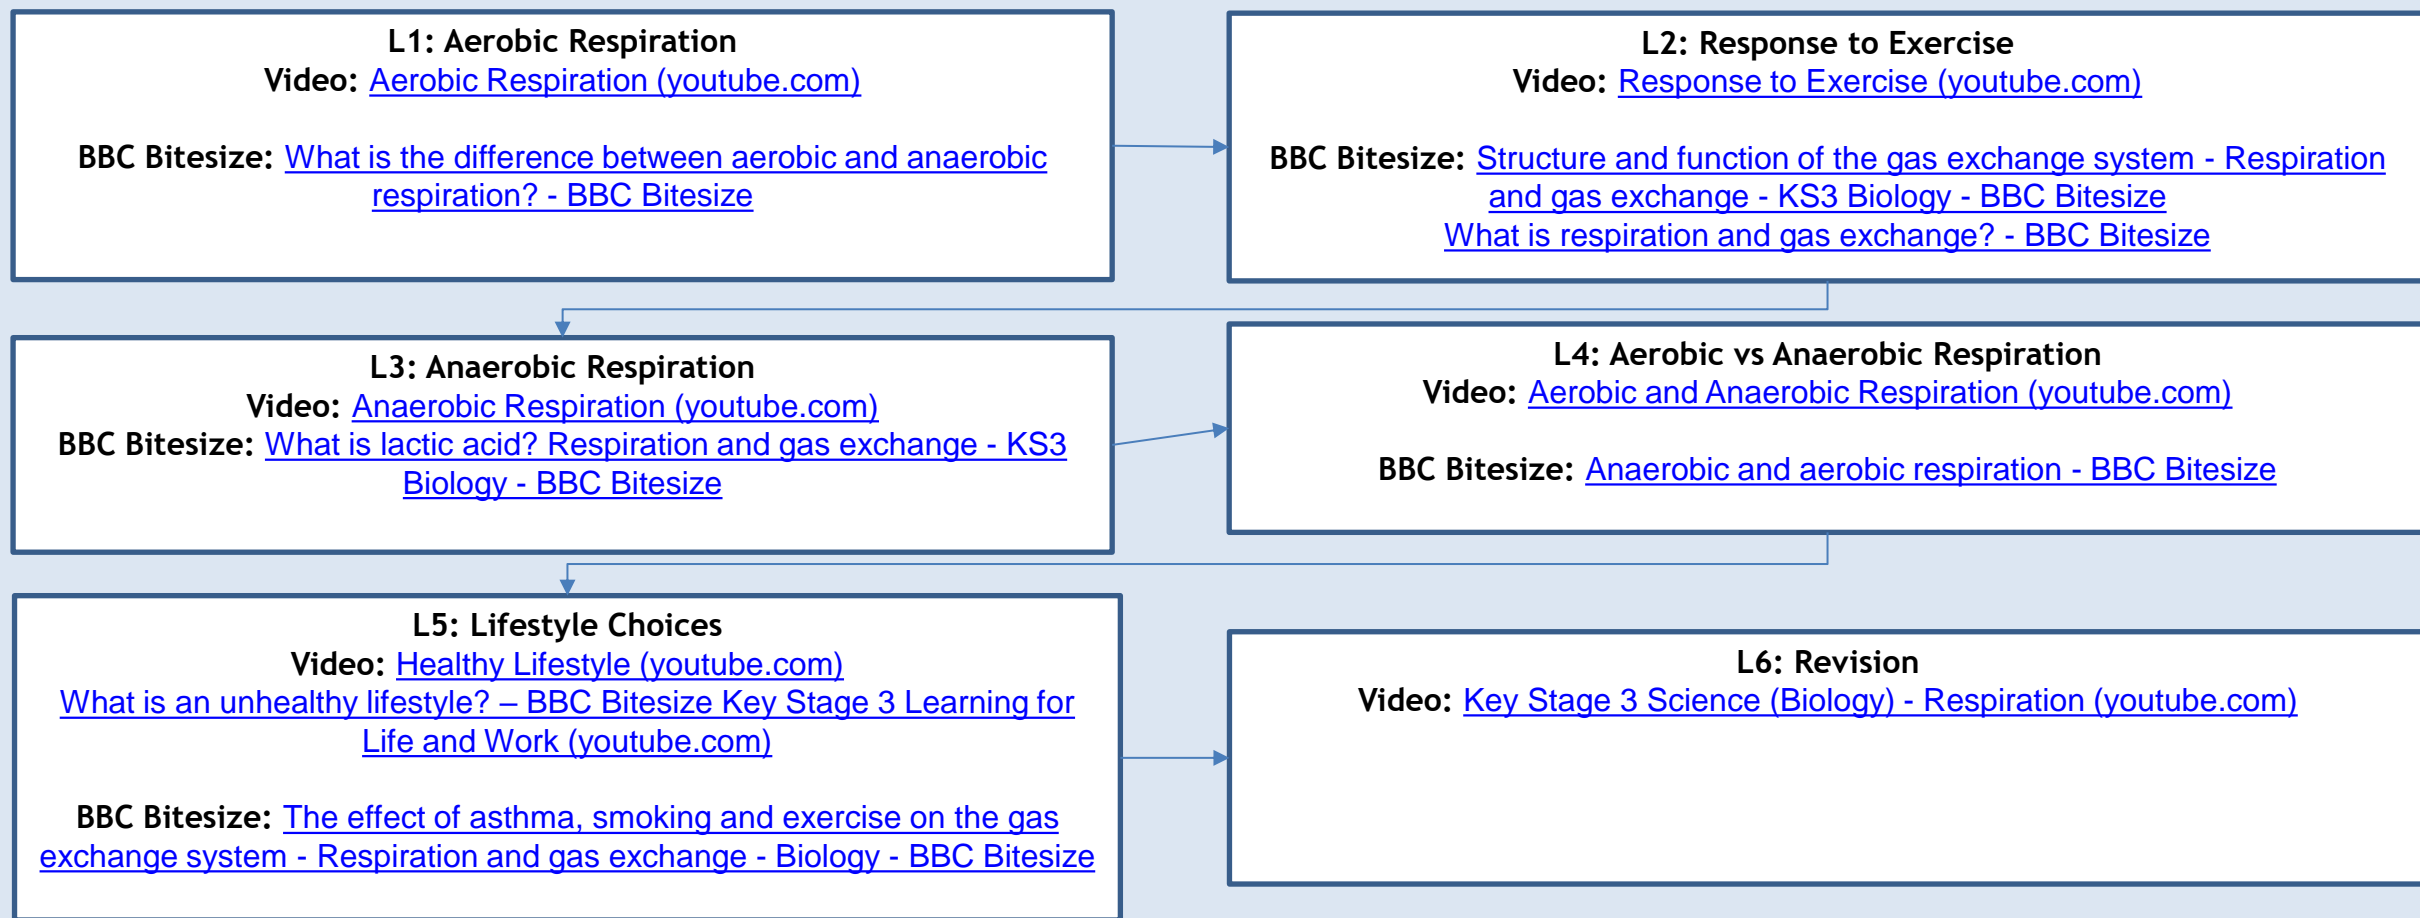 L1: Aerobic Respiration
Video: Aerobic Respiration (youtube.com)
BBC Bitesize: What is the difference between aerobic and anaerobic
respiration? - BBC Bitesize
L2: Response to Exercise
Video: Response to Exercise (youtube.com)
BBC Bitesize: Structure and function of the gas exchange system - Respiration
and gas exchange - KS3 Biology - BBC Bitesize
What is respiration and gas exchange? - BBC Bitesize
L3: Anaerobic Respiration
Video: Anaerobic Respiration (youtube.com)
BBC Bitesize: What is lactic acid? Respiration and gas exchange - KS3
Biology - BBC Bitesize
L4: Aerobic vs Anaerobic Respiration
Video: Aerobic and Anaerobic Respiration (youtube.com)
BBC Bitesize: Anaerobic and aerobic respiration - BBC Bitesize
L5: Lifestyle Choices
Video: Healthy Lifestyle (youtube.com)
What is an unhealthy lifestyle? – BBC Bitesize Key Stage 3 Learning for
Life and Work (youtube.com)
BBC Bitesize: The effect of asthma, smoking and exercise on the gas
exchange system - Respiration and gas exchange - Biology - BBC Bitesize
L6: Revision
Video: Key Stage 3 Science (Biology) - Respiration (youtube.com)